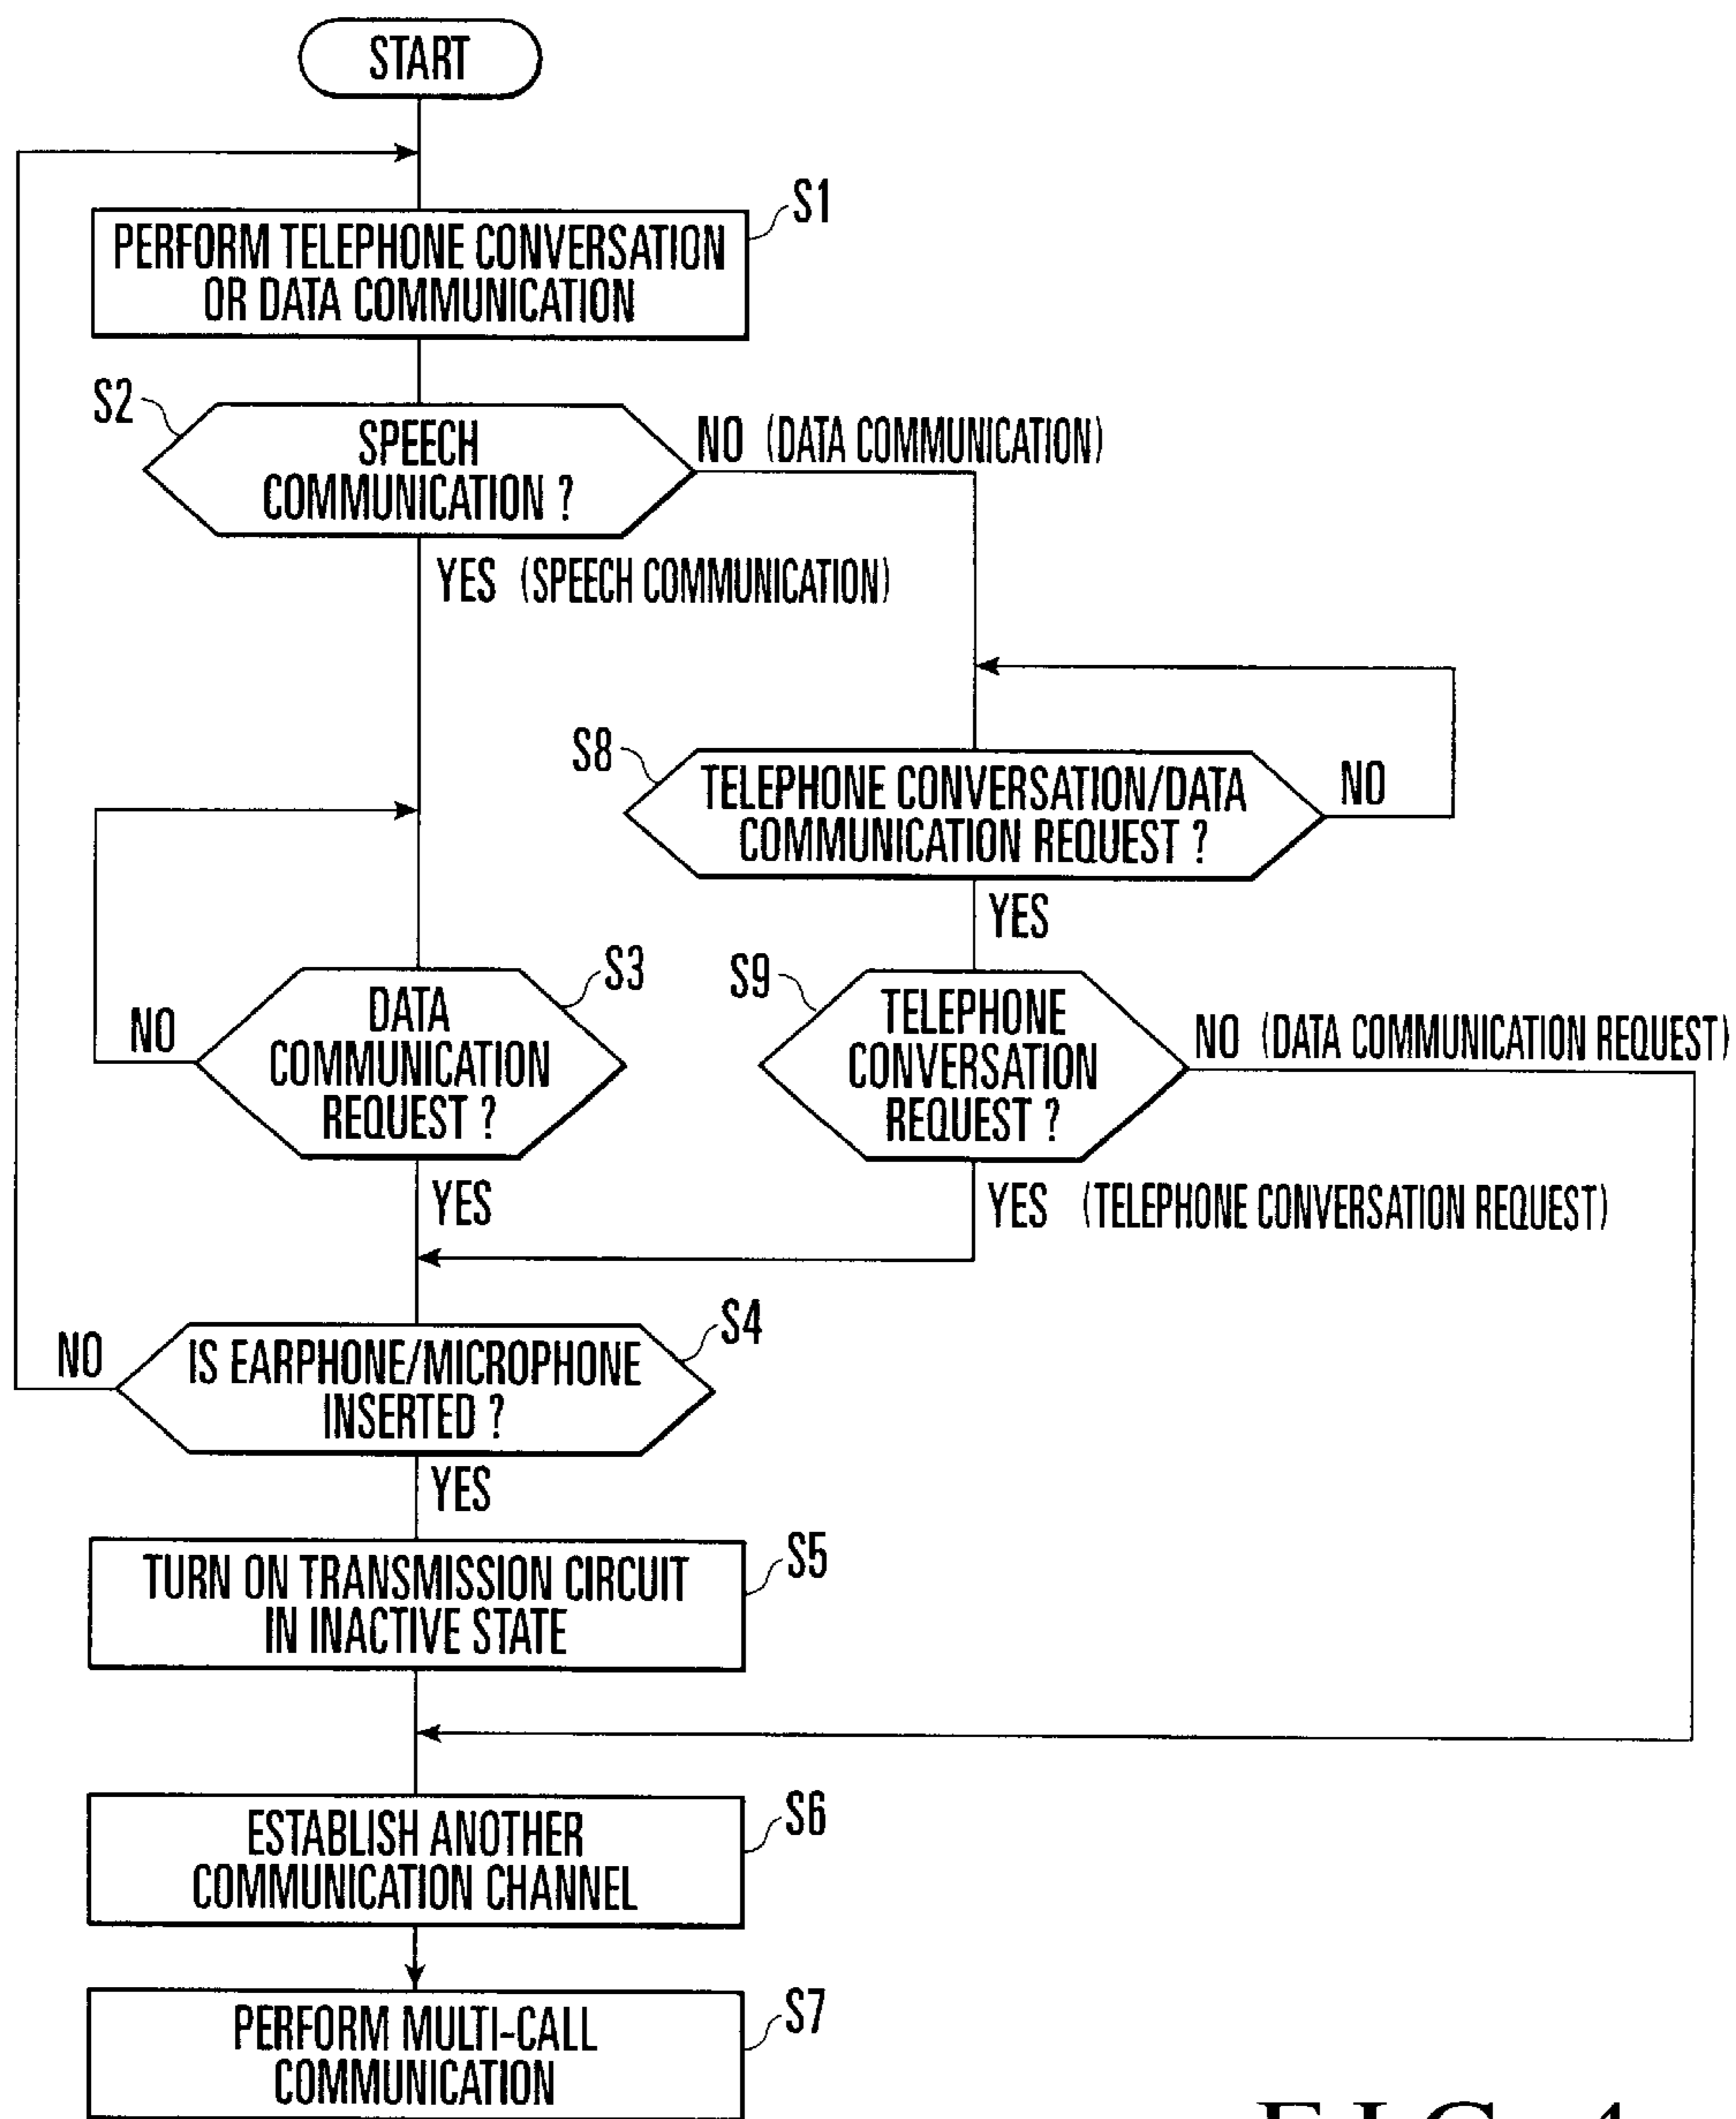 START
S1
PERFORM TELEPHONE CONVERSATION
OR DATA COMMUNICATION
S2
SPEECH
COMMUNICATION ?
NO (DATA COMMUNICATION)
YES (SPEECH COMMUNICATION)
S8
TELEPHONE CONVERSATION/DATA
COMMUNICATION REQUEST ?
NO
YES
S3
DATA
COMMUNICATION
REQUEST ?
NO
YES
S9
TELEPHONE
CONVERSATION
REQUEST ?
NO (DATA COMMUNICATION REQUEST)
YES (TELEPHONE CONVERSATION REQUEST)
S4
IS EARPHONE/MICROPHONE
INSERTED ?
NO
YES
S5
TURN ON TRANSMISSION CIRCUIT
IN INACTIVE STATE
S6
ESTABLISH ANOTHER
COMMUNICATION CHANNEL
S7
PERFORM MULTI-CALL
COMMUNICATION
FIG. 4